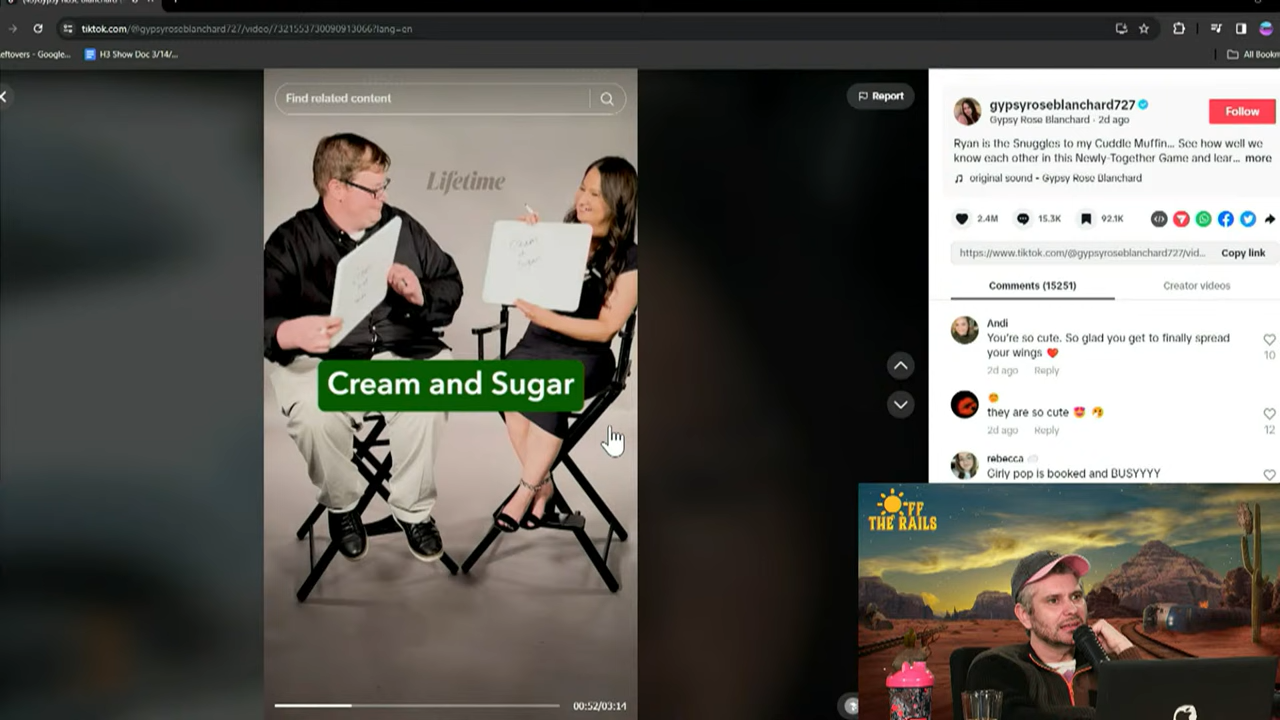 tiktok.com/@gypsyroseblanchard727/video/7321553730090913066?lang=en
eftovers - Google...
H3 Show Doc 3/14/...
All Bookm
Find related content
Report
Lifetime
Cream
&
Sugar
Cream and Sugar
00:52/03:14
gypsyroseblanchard727
Gypsy Rose Blanchard · 2d ago
Follow
Ryan is the Snuggles to my Cuddle Muffin... See how well we
know each other in this Newly-Together Game and lear... more
original sound - Gypsy Rose Blanchard
2.4M
15.3K
92.1K
https://www.tiktok.com/@gypsyroseblanchard727/vid...
Copy link
Comments (15251)
Creator videos
Andi
You're so cute. So glad you get to finally spread
your wings ❤️
2d ago
Reply
10
😍
they are so cute 😍 🥰
2d ago
Reply
12
rebecca
Girly pop is booked and BUSYYYY
OFF
THE RAILS